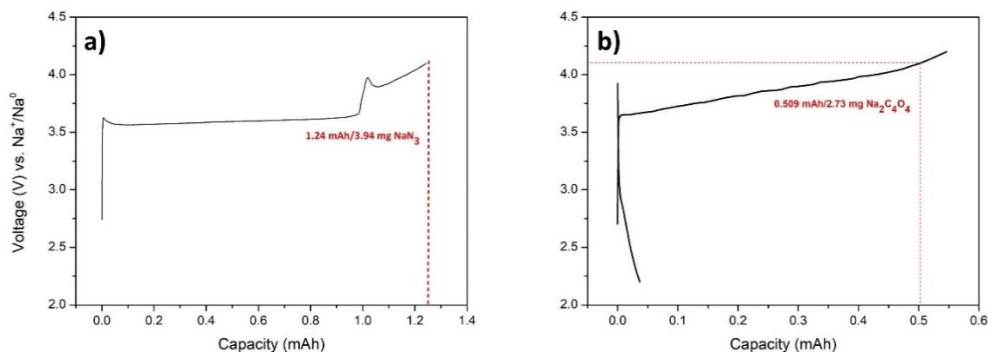 a)
4.5
4.0
3.5
3.0
2.5
2.0
Voltage (V) vs. Na⁺/Na⁰
1.24 mAh/3.94 mg NaN₃
0.0 0.2 0.4 0.6 0.8 1.0 1.2 1.4
Capacity (mAh)
b)
4.5
4.0
3.5
3.0
2.5
2.0
0.509 mAh/2.73 mg Na₂C₄O₄
0.0 0.1 0.2 0.3 0.4 0.5 0.6
Capacity (mAh)